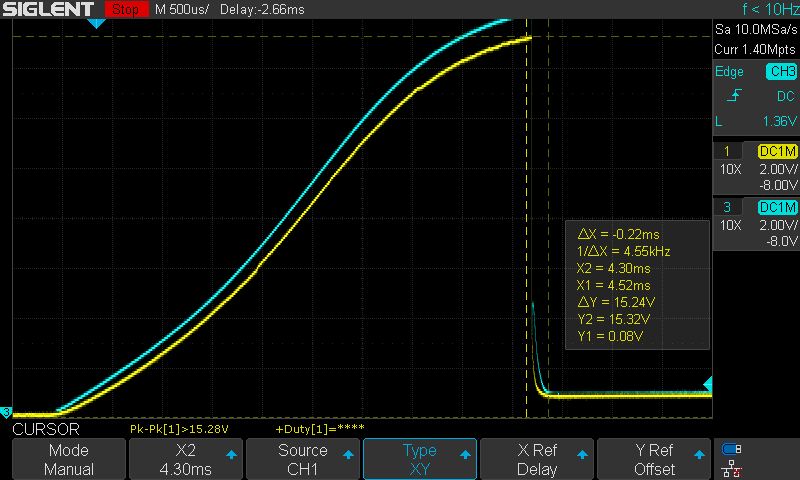 SIGLENT Stop M 500us/ Delay:-2.66ms f < 10Hz
Sa 10.0MSa/s
Curr 1.40Mpts
Edge CH3
DC
L 1.36V
1 DC1M
10X 2.00V/
-8.00V
3 DC1M
10X 2.00V/
-8.0V
ΔX = -0.22ms
1/ΔX = 4.55kHz
X2 = 4.30ms
X1 = 4.52ms
ΔY = 15.24V
Y2 = 15.32V
Y1 = 0.08V
3
CURSOR Pk-Pk[1]>15.28V +Duty[1]=****
Mode X2 Source Type X Ref Y Ref
Manual 4.30ms CH1 XY Delay Offset